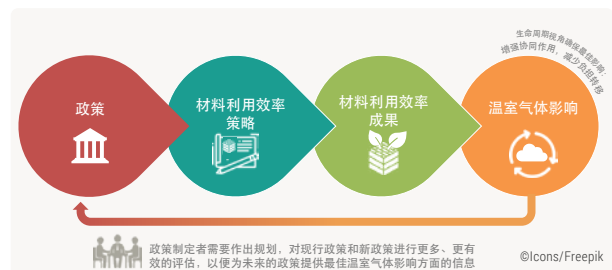 生命周期视角确保最佳影响；
增强协同作用，减少负担转移
政策
材料利用效率
策略
材料利用效率
成果
温室气体影响
政策制定者需要作出规划，对现行政策和新政策进行更多、更有
效的评估，以便为未来的政策提供最佳温室气体影响方面的信息
©Icons/Freepik